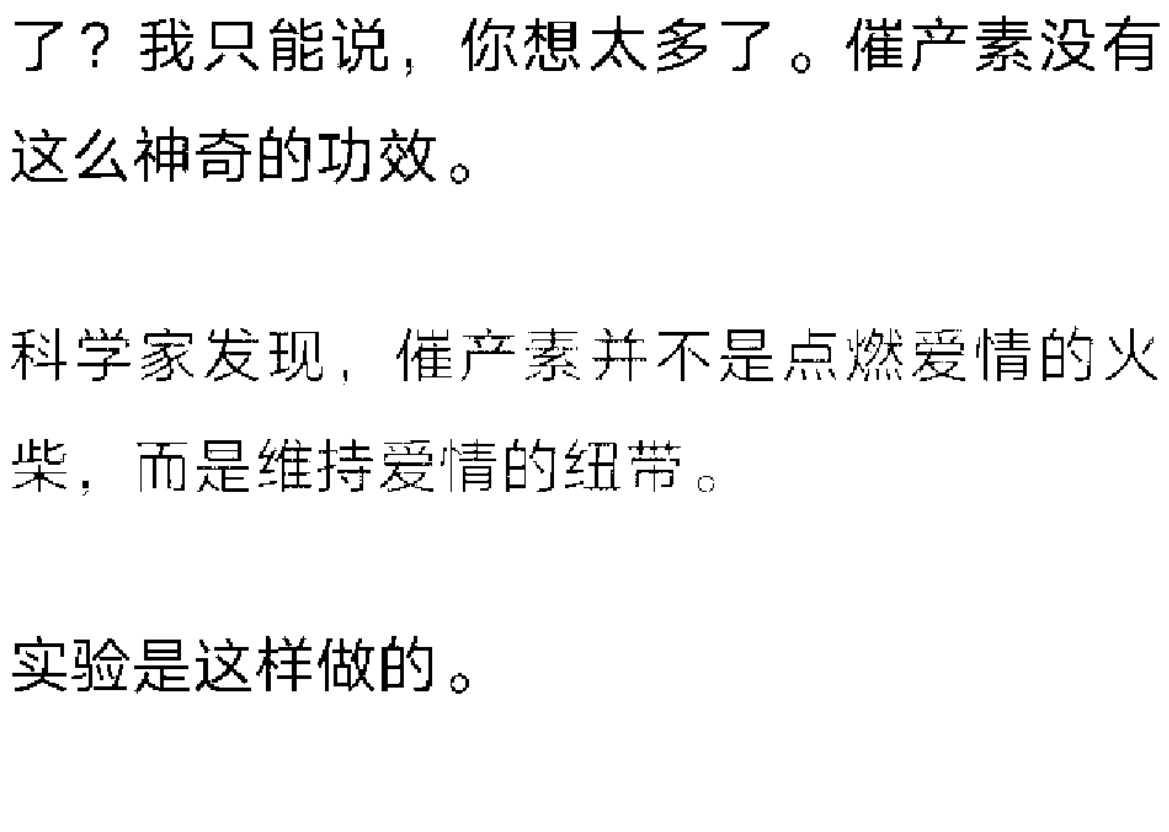 了？我只能说，你想太多了。催产素没有
这么神奇的功效。
科学家发现，催产素并不是点燃爱情的火
柴，而是维持爱情的纽带。
实验是这样做的。